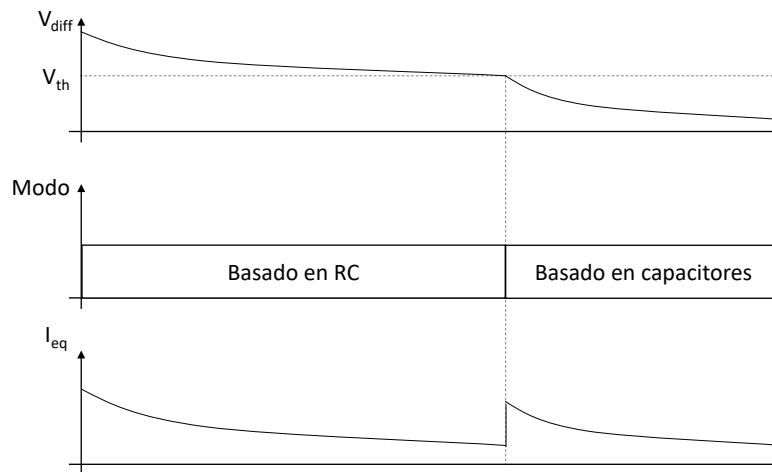 V_diff
V_th
Modo
Basado en RC
Basado en capacitores
I_eq